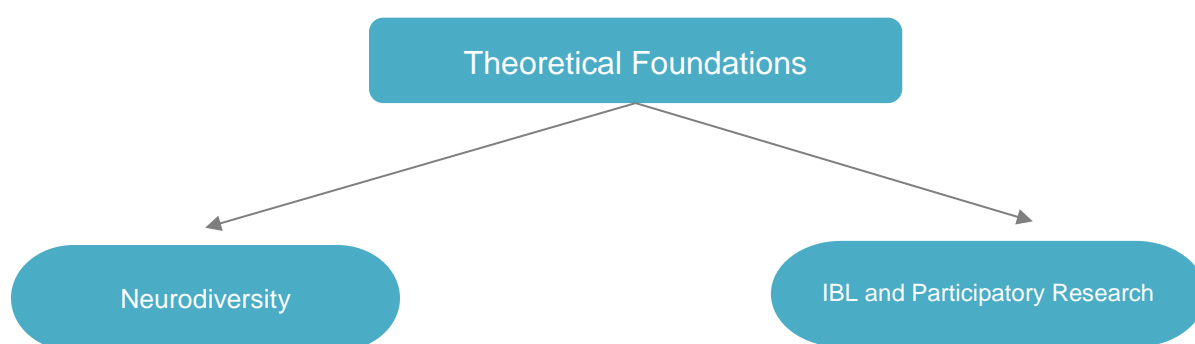 Theoretical Foundations
Neurodiversity
IBL and Participatory Research